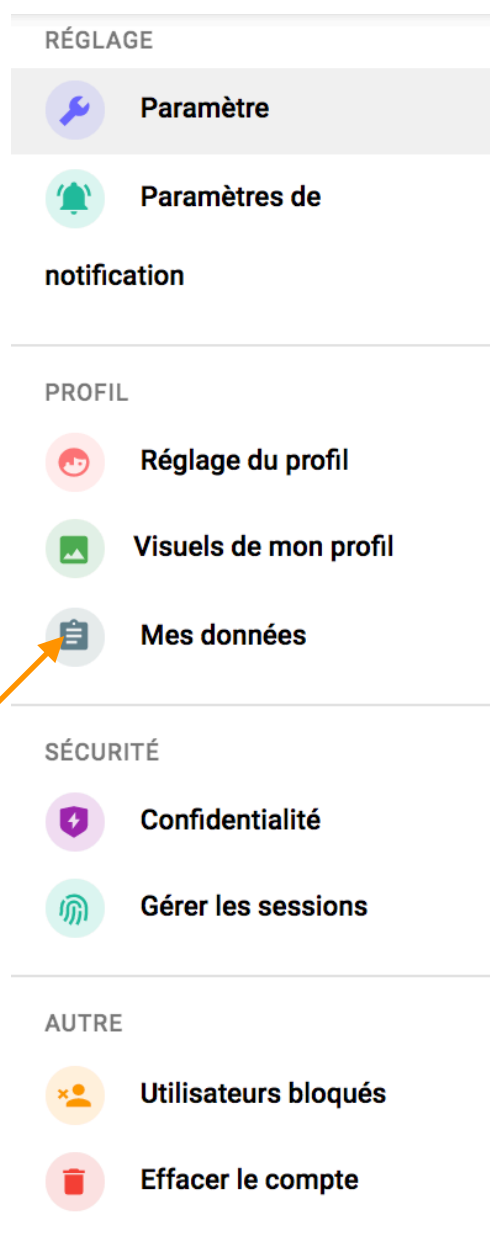 RÉGLAGE
Paramètre
Paramètres de
notification
PROFIL
Réglage du profil
Visuels de mon profil
Mes données
SÉCURITÉ
Confidentialité
Gérer les sessions
AUTRE
Utilisateurs bloqués
Effacer le compte